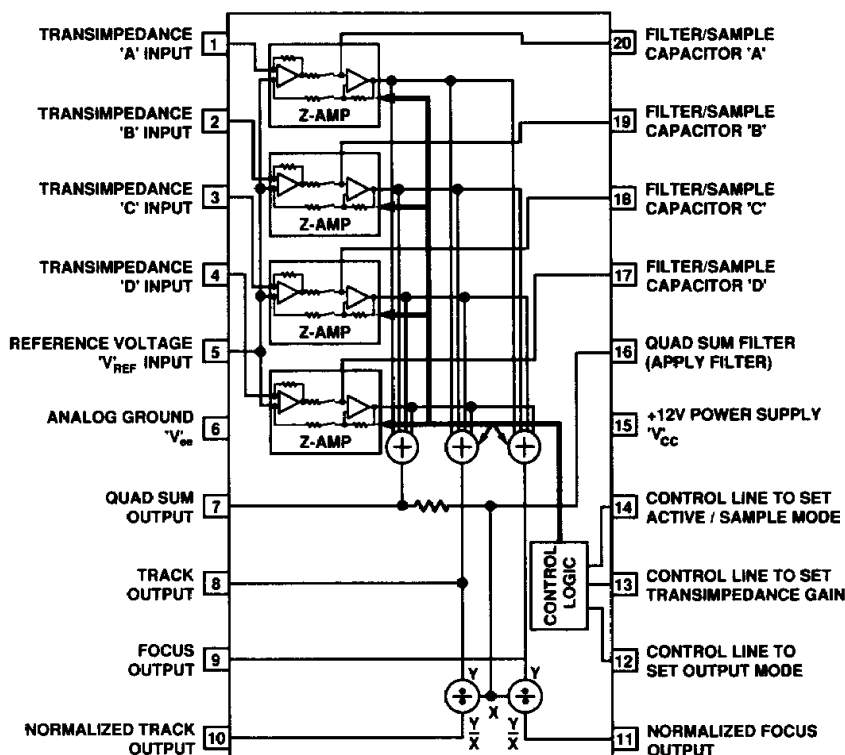 TRANSIMPEDANCE
'A' INPUT
1
TRANSIMPEDANCE
'B' INPUT
2
TRANSIMPEDANCE
'C' INPUT
3
TRANSIMPEDANCE
'D' INPUT
4
REFERENCE VOLTAGE
'V'REF INPUT
5
ANALOG GROUND
'V'ee
6
QUAD SUM
OUTPUT
7
TRACK
OUTPUT
8
FOCUS
OUTPUT
9
NORMALIZED TRACK
OUTPUT
10
Z-AMP
Z-AMP
Z-AMP
Z-AMP
+
+
+
CONTROL
LOGIC
Y
Y
÷
÷
X
Y
X
Y
X
20
FILTER/SAMPLE
CAPACITOR 'A'
19
FILTER/SAMPLE
CAPACITOR 'B'
18
FILTER/SAMPLE
CAPACITOR 'C'
17
FILTER/SAMPLE
CAPACITOR 'D'
16
QUAD SUM FILTER
(APPLY FILTER)
15
+12V POWER SUPPLY
'V'CC
14
CONTROL LINE TO SET
ACTIVE / SAMPLE MODE
13
CONTROL LINE TO SET
TRANSIMPEDANCE GAIN
12
CONTROL LINE TO
SET OUTPUT MODE
11
NORMALIZED FOCUS
OUTPUT